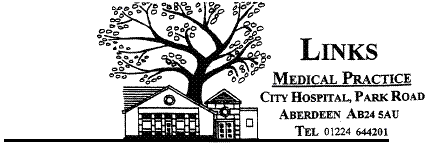 LINKS
MEDICAL PRACTICE
CITY HOSPITAL, PARK ROAD
ABERDEEN AB24 5AU
TEL 01224 644201